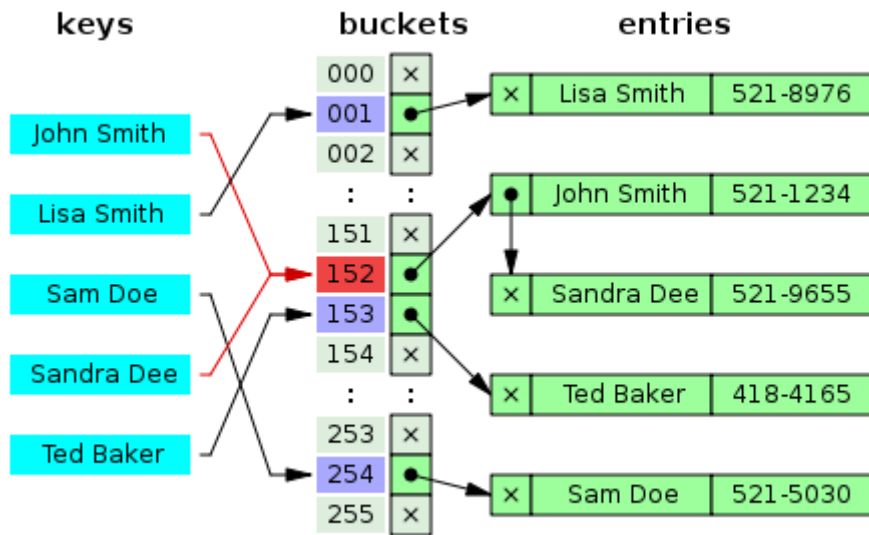 keys buckets entries
000 ×
× Lisa Smith 521-8976
001
John Smith
002 ×
: :
× John Smith 521-1234
Lisa Smith
151 ×
152
Sam Doe
× Sandra Dee 521-9655
153
154 ×
Sandra Dee
: :
× Ted Baker 418-4165
253 ×
Ted Baker
254
× Sam Doe 521-5030
255 ×